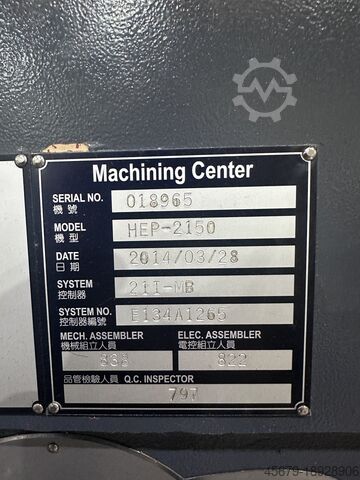 Machining Center
SERIAL NO. 018965
機號
MODEL HEP-2150
機型
DATE 2014/03/28
日期
SYSTEM 21I-MB
控制器
SYSTEM NO. E134A1265
控制器編號
MECH. ASSEMBLER ELEC. ASSEMBLER
機械組立人員 電控組立人員
822
品管檢驗人員 Q.C. INSPECTOR
797
45679-18928906